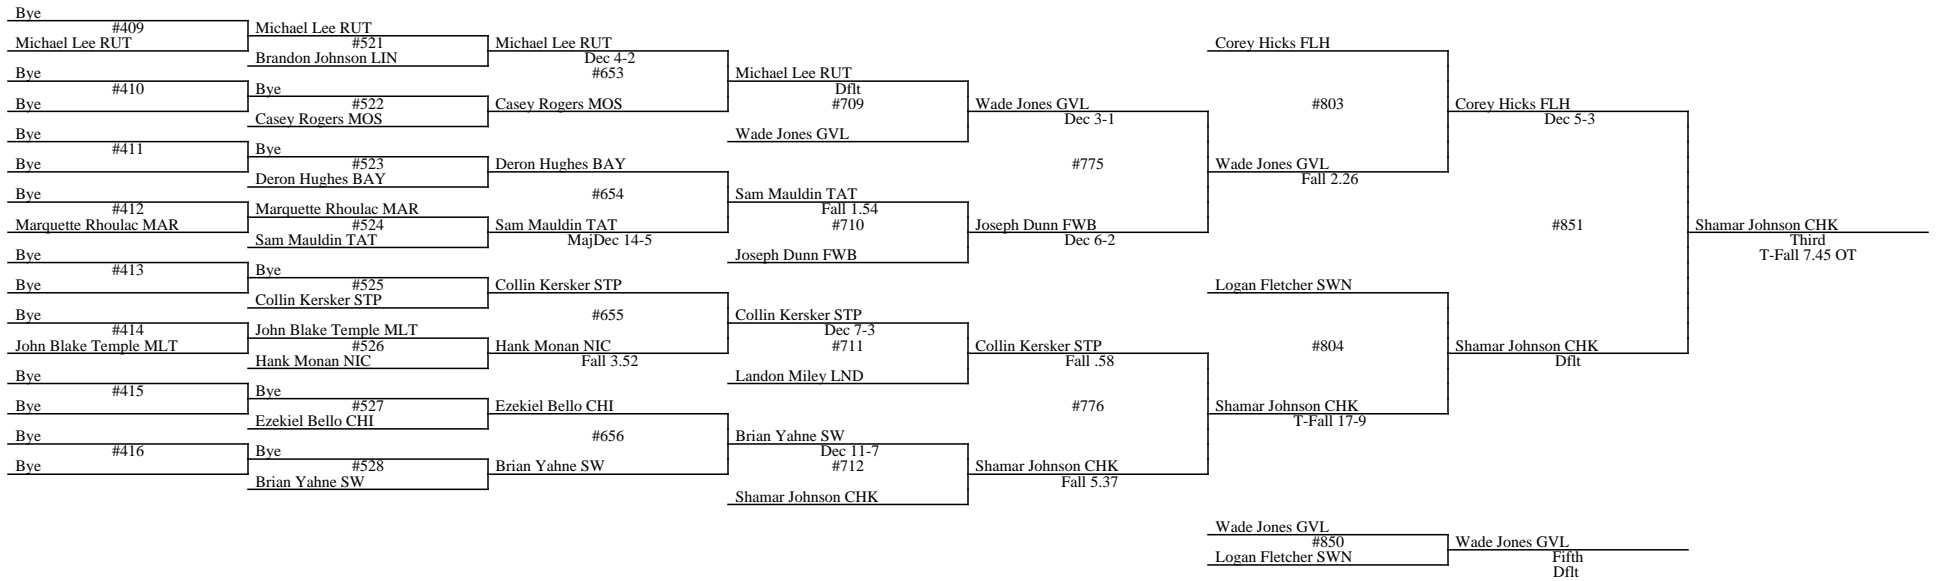 Bye
#409
Michael Lee RUT
Bye
#410
Bye
Bye
#411
Bye
Bye
#412
Marquette Rhoulac MAR
Bye
#413
Bye
Bye
#414
John Blake Temple MLT
Bye
#415
Bye
Bye
#416
Bye
Michael Lee RUT
#521
Brandon Johnson LIN
Bye
#522
Casey Rogers MOS
Bye
#523
Deron Hughes BAY
Marquette Rhoulac MAR
#524
Sam Mauldin TAT
Bye
#525
Collin Kersker STP
John Blake Temple MLT
#526
Hank Monan NIC
Bye
#527
Ezekiel Bello CHI
Bye
#528
Brian Yahne SW
Michael Lee RUT
Dec 4-2
#653
Casey Rogers MOS
Deron Hughes BAY
#654
Sam Mauldin TAT
MajDec 14-5
Collin Kersker STP
#655
Hank Monan NIC
Fall 3.52
Ezekiel Bello CHI
#656
Brian Yahne SW
Michael Lee RUT
Dflt
#709
Wade Jones GVL
Sam Mauldin TAT
Fall 1.54
#710
Joseph Dunn FWB
Collin Kersker STP
Dec 7-3
#711
Landon Miley LND
Brian Yahne SW
Dec 11-7
#712
Shamar Johnson CHK
Wade Jones GVL
Dec 3-1
#775
Joseph Dunn FWB
Dec 6-2
Collin Kersker STP
Fall .58
#776
Shamar Johnson CHK
Fall 5.37
Corey Hicks FLH
#803
Wade Jones GVL
Fall 2.26
Logan Fletcher SWN
#804
Shamar Johnson CHK
T-Fall 17-9
Wade Jones GVL
#850
Logan Fletcher SWN
Corey Hicks FLH
Dec 5-3
#851
Shamar Johnson CHK
Dflt
Wade Jones GVL
Fifth
Dflt
Shamar Johnson CHK
Third
T-Fall 7.45 OT